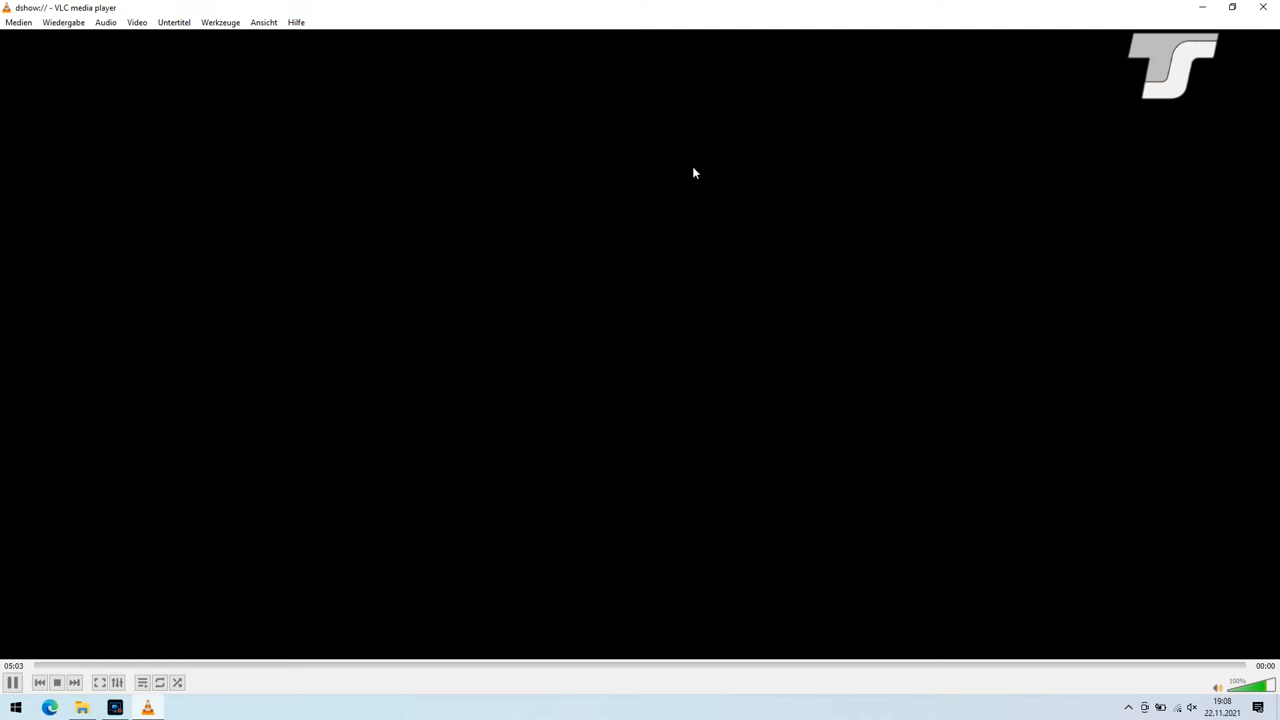 dshow:// - VLC media player
Medien Wiedergabe Audio Video Untertitel Werkzeuge Ansicht Hilfe
TS
05:03 00:00
100%
19:08
22.11.2021